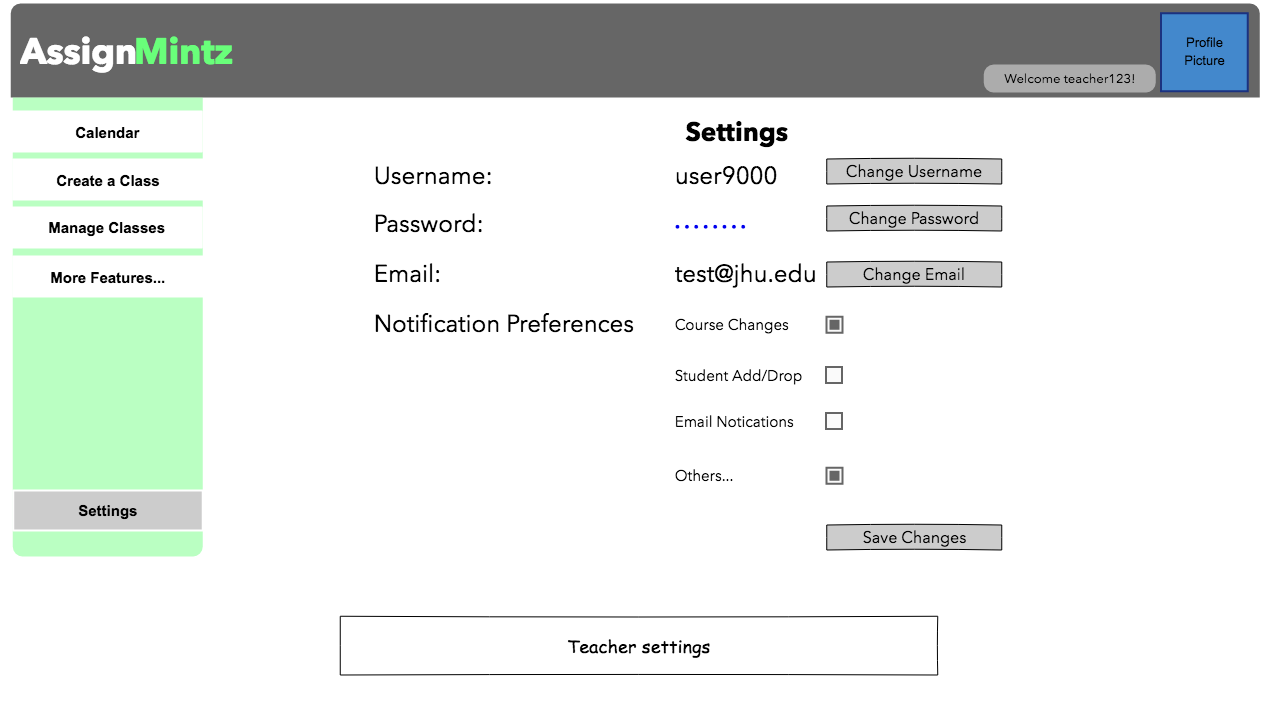 AssignMintz
Profile
Picture
Welcome teacher123!
Calendar
Create a Class
Manage Classes
More Features...
Settings
Settings
Username: user9000 Change Username
Password: ........ Change Password
Email: test@jhu.edu Change Email
Notification Preferences Course Changes
Student Add/Drop
Email Notications
Others...
Save Changes
Teacher settings